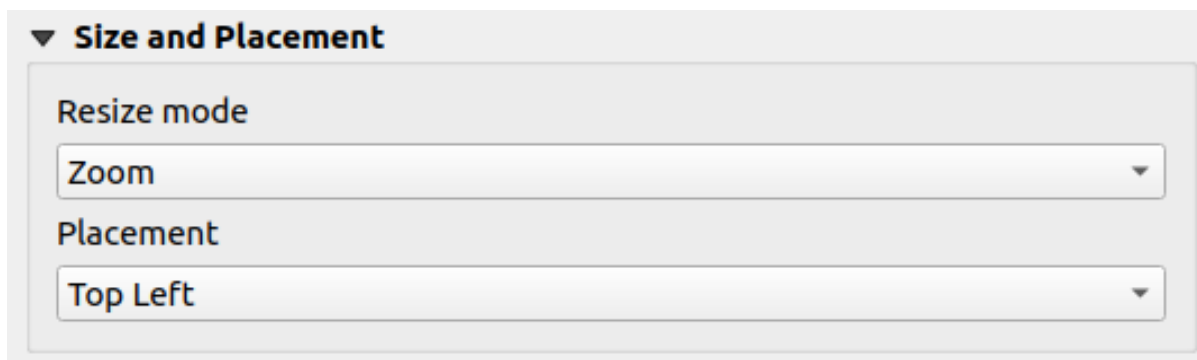 Size and Placement
Resize mode
Zoom
Placement
Top Left